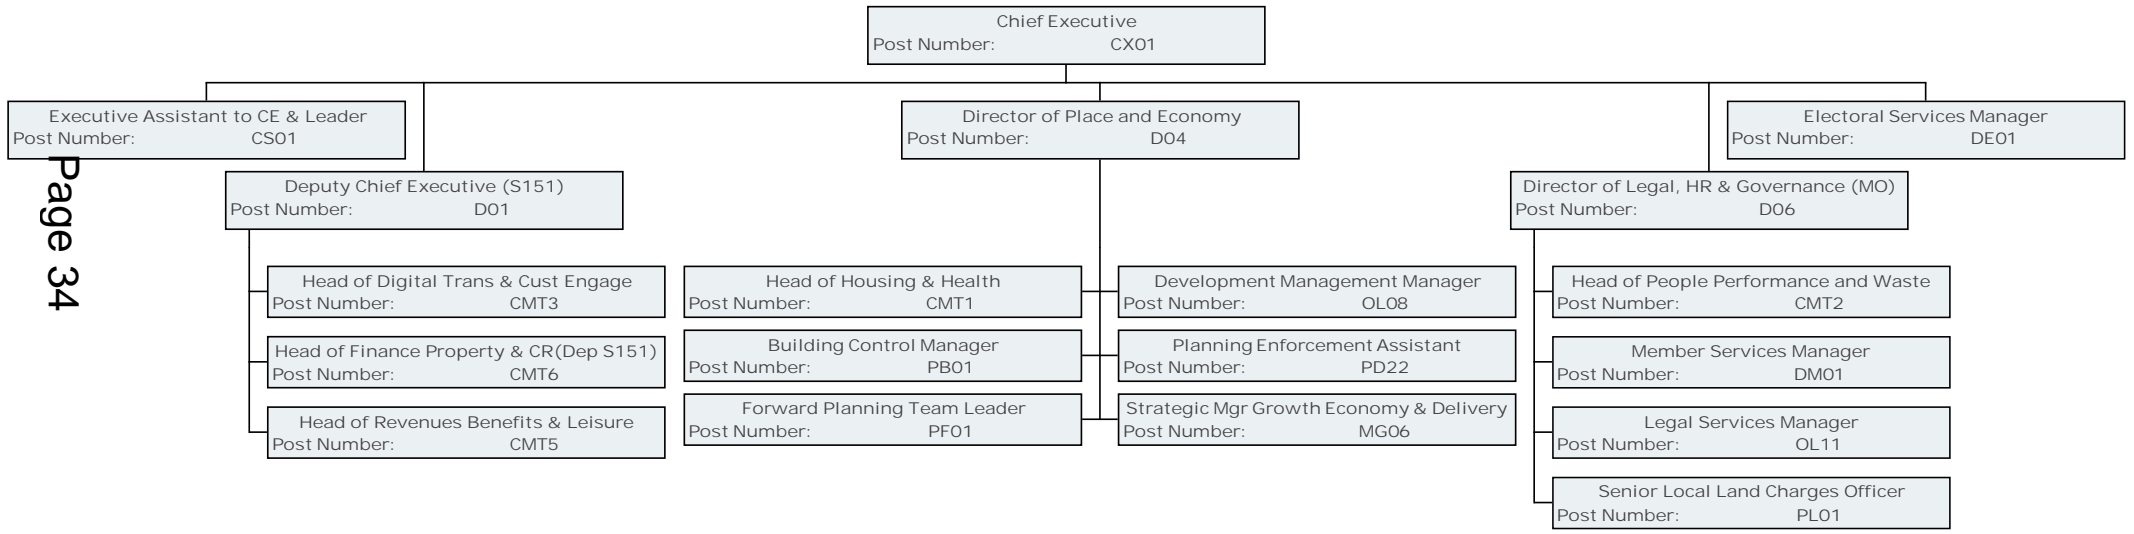 Chief Executive
Post Number: CX01
Executive Assistant to CE & Leader
Post Number: CS01
Director of Place and Economy
Post Number: D04
Electoral Services Manager
Post Number: DE01
Deputy Chief Executive (S151)
Post Number: D01
Director of Legal, HR & Governance (MO)
Post Number: D06
Head of Digital Trans & Cust Engage
Post Number: CMT3
Head of Finance Property & CR(Dep S151)
Post Number: CMT6
Head of Revenues Benefits & Leisure
Post Number: CMT5
Head of Housing & Health
Post Number: CMT1
Building Control Manager
Post Number: PB01
Forward Planning Team Leader
Post Number: PF01
Development Management Manager
Post Number: OL08
Planning Enforcement Assistant
Post Number: PD22
Strategic Mgr Growth Economy & Delivery
Post Number: MG06
Head of People Performance and Waste
Post Number: CMT2
Member Services Manager
Post Number: DM01
Legal Services Manager
Post Number: OL11
Senior Local Land Charges Officer
Post Number: PL01
Page 34